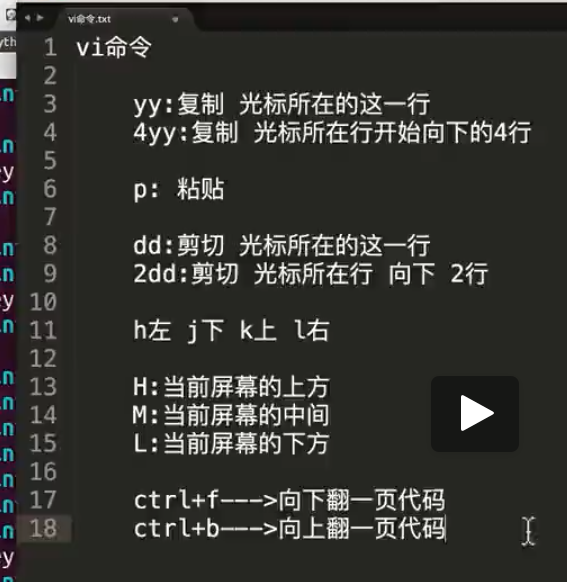 vi命令.txt
1 vi命令
2
3 yy:复制 光标所在的这一行
4 4yy:复制 光标所在行开始向下的4行
5
6 p: 粘贴
7
8 dd:剪切 光标所在的这一行
9 2dd:剪切 光标所在行 向下 2行
10
11 h左 j下 k上 l右
12
13 H:当前屏幕的上方
14 M:当前屏幕的中间
15 L:当前屏幕的下方
16
17 ctrl+f--->向下翻一页代码
18 ctrl+b--->向上翻一页代码